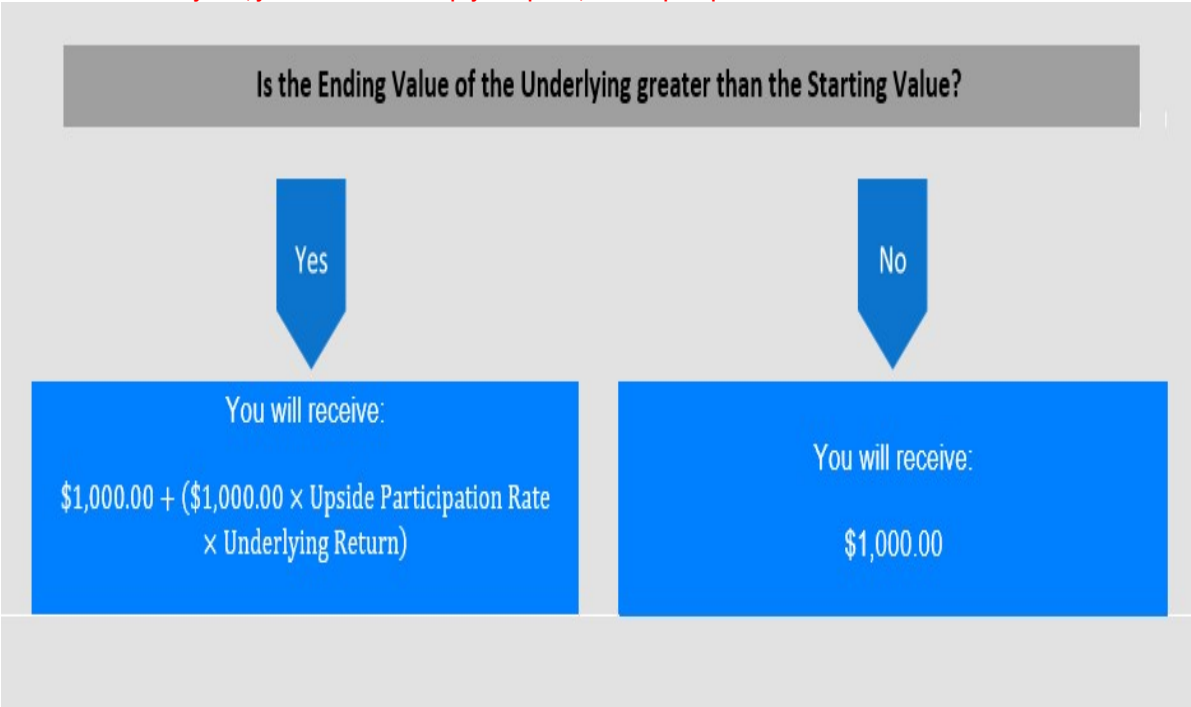 Is the Ending Value of the Underlying greater than the Starting Value?
Yes
No
You will receive:
$1,000.00 + ($1,000.00 × Upside Participation Rate
× Underlying Return)
You will receive:
$1,000.00